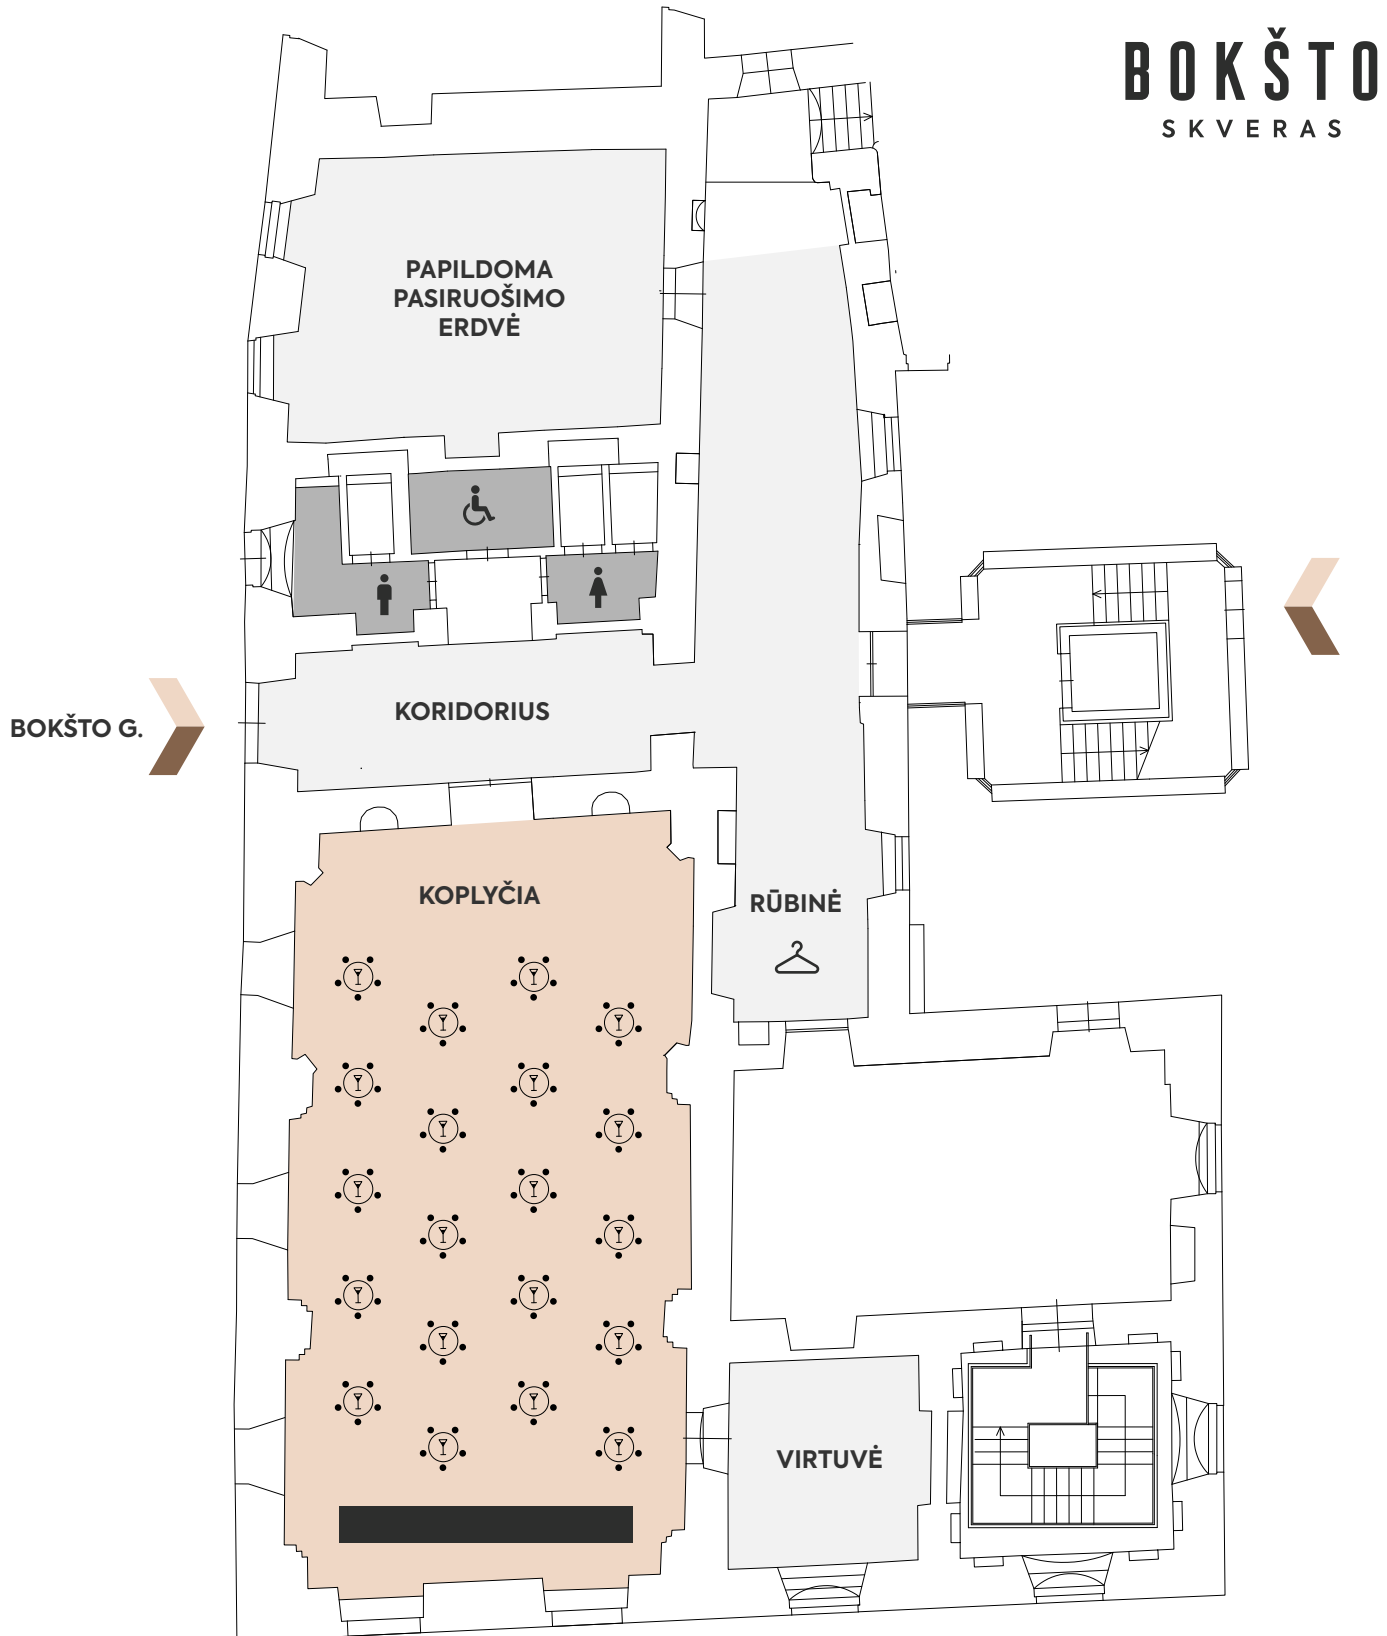 BOKŠTO
SKVERAS
PAPILDOMA
PASIRUOŠIMO
ERDVĖ
KORIDORIUS
BOKŠTO G.
KOPLYČIA
RŪBINĖ
VIRTUVĖ